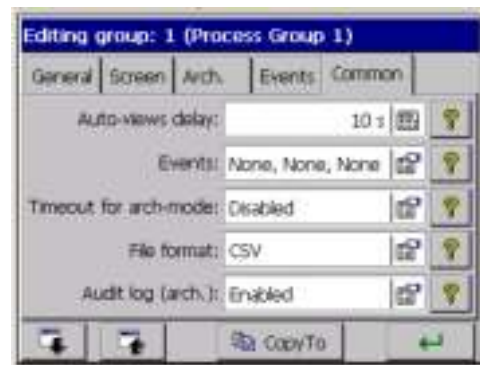 Editing group: 1 (Process Group 1)
General Screen Arch. Events Common
Auto-views delay: 10 s
Events: None, None, None
Timeout for arch-mode: Disabled
File format: CSV
Audit log (arch.): Enabled
CopyTo